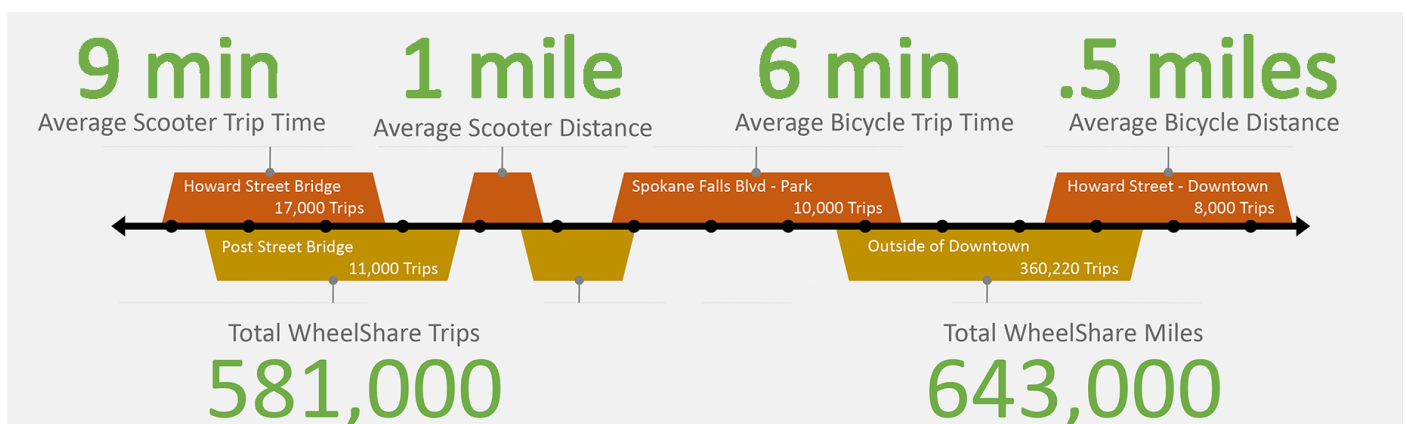 9 min
Average Scooter Trip Time
1 mile
Average Scooter Distance
6 min
Average Bicycle Trip Time
.5 miles
Average Bicycle Distance
Howard Street Bridge
17,000 Trips
Spokane Falls Blvd - Park
10,000 Trips
Howard Street - Downtown
8,000 Trips
Post Street Bridge
11,000 Trips
Outside of Downtown
360,220 Trips
Total WheelShare Trips
581,000
Total WheelShare Miles
643,000